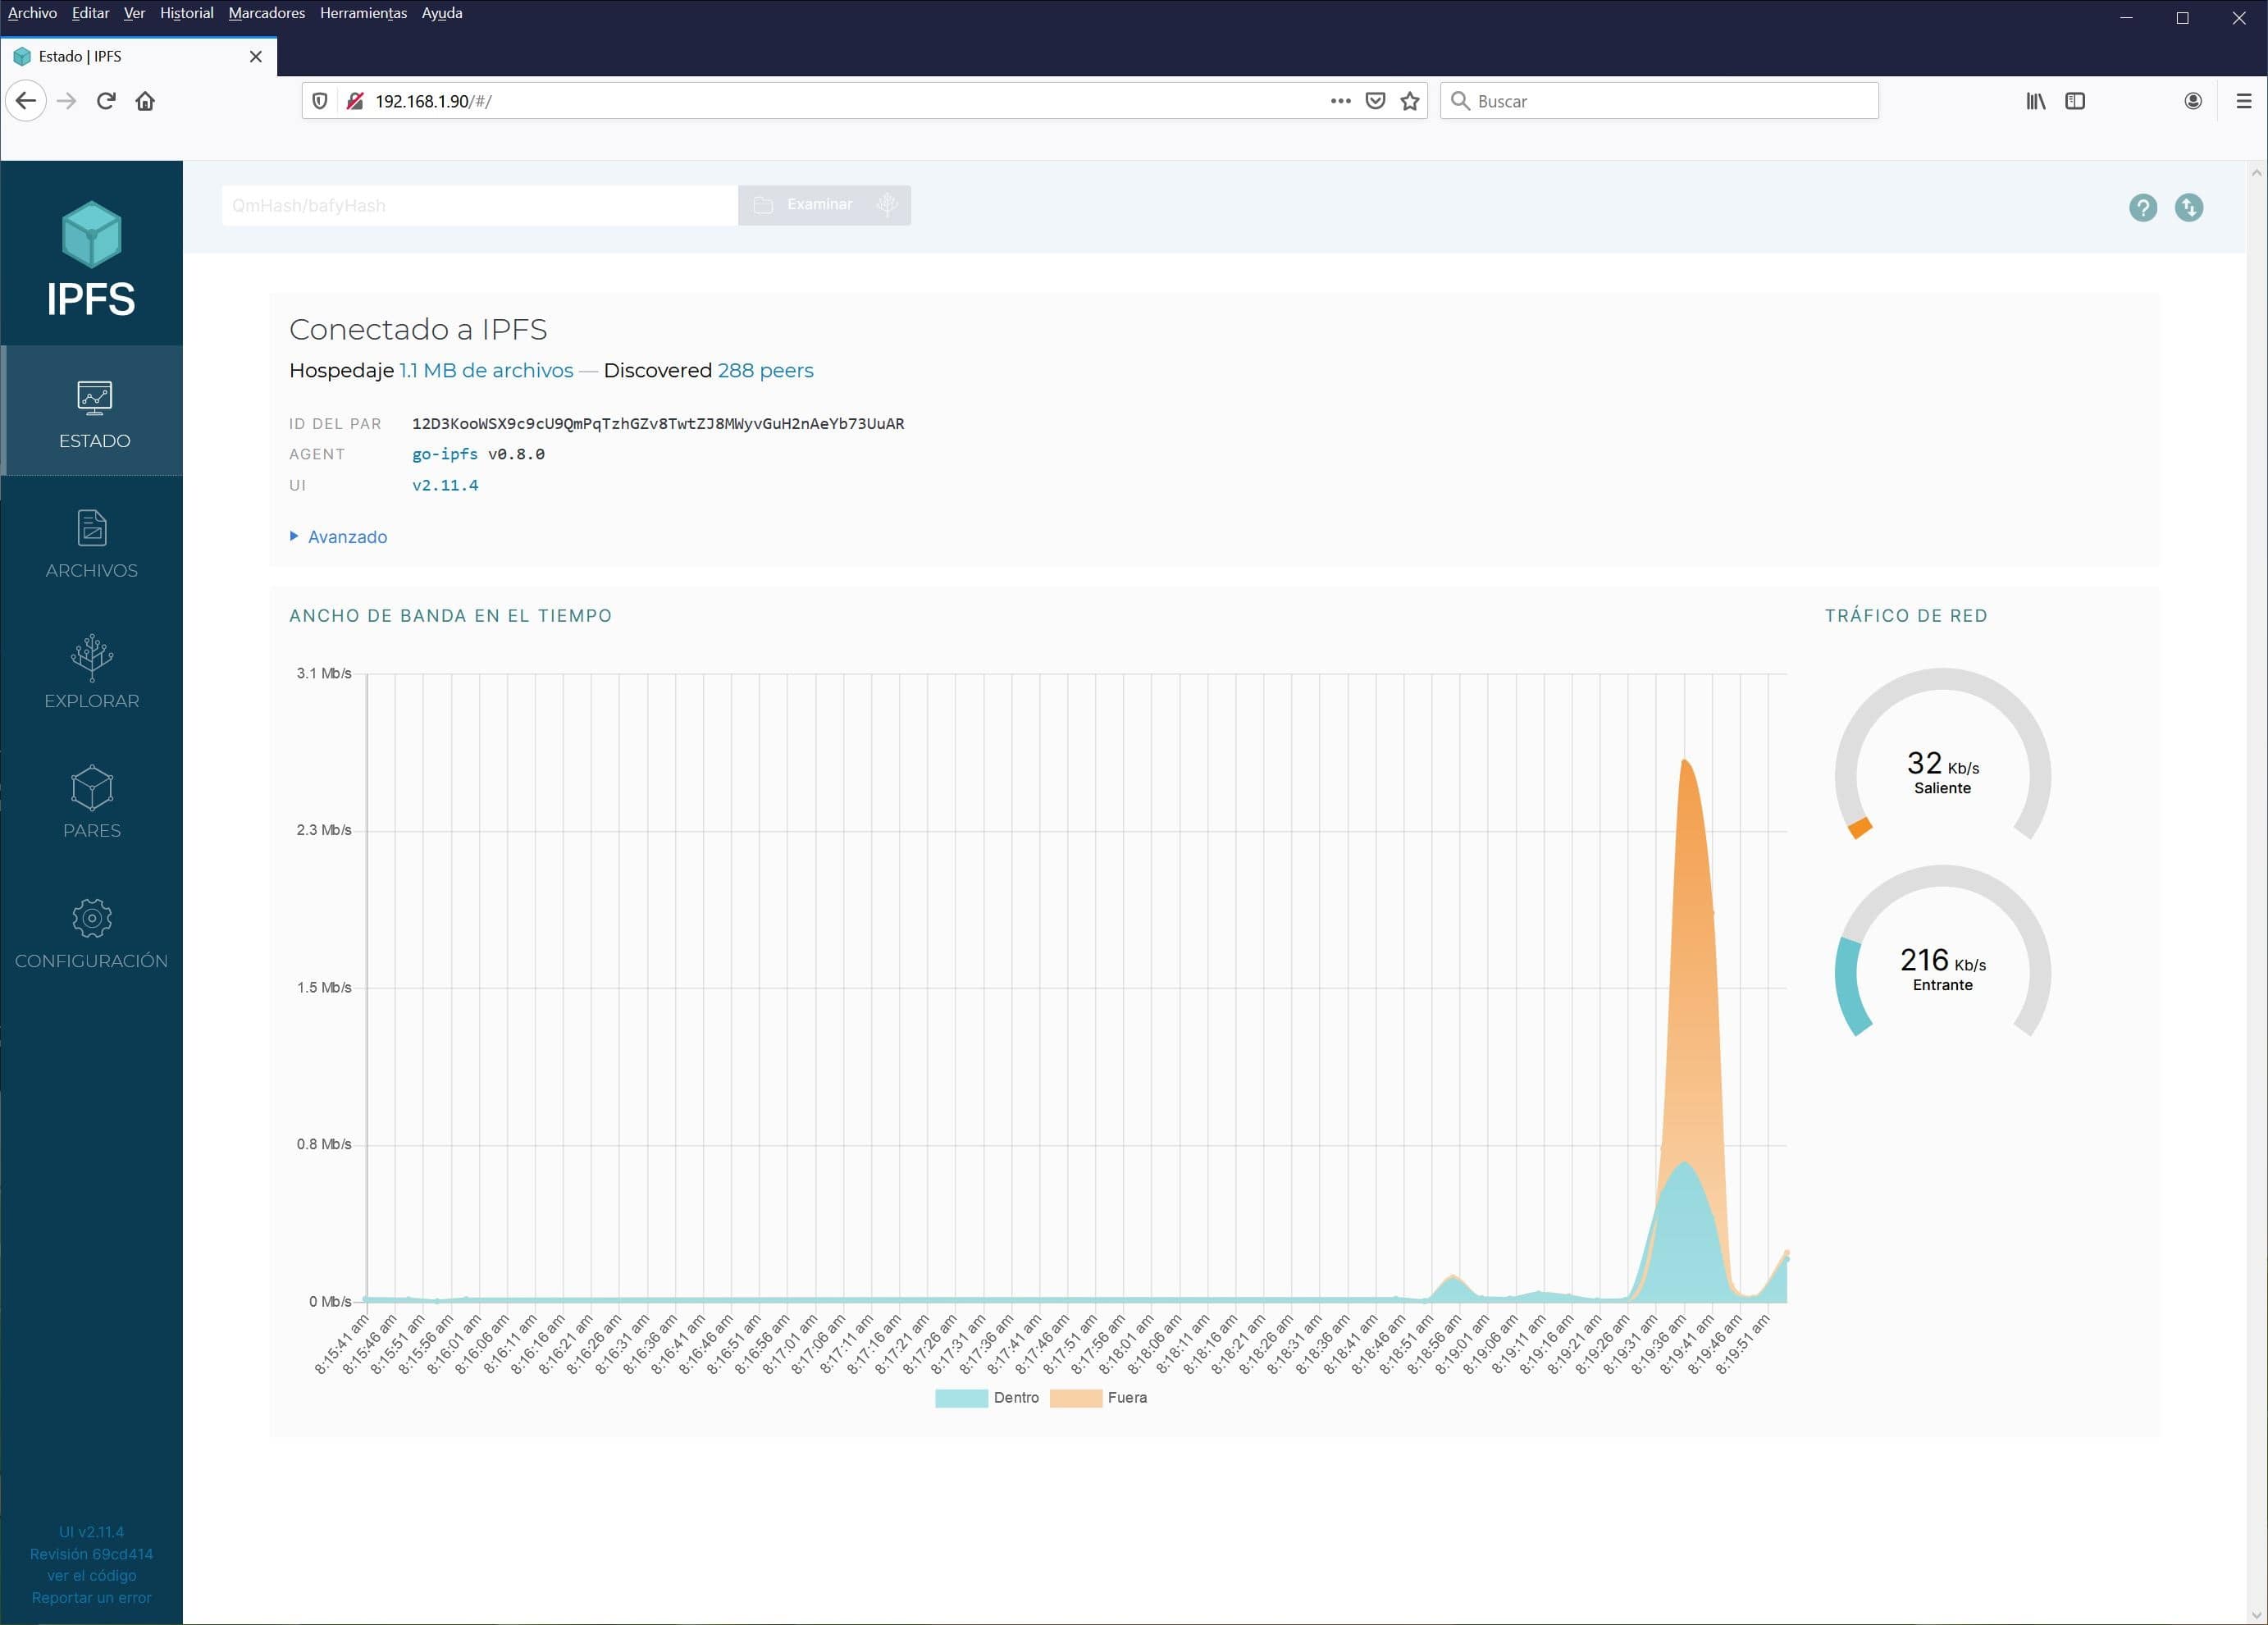 Archivo Editar Ver Historial Marcadores Herramientas Ayuda
Estado | IPFS
192.168.1.90/#/
Buscar
QmHash/bafyHash
Examinar
IPFS
ESTADO
ARCHIVOS
EXPLORAR
PARES
CONFIGURACIÓN
UI v2.11.4
Revisión 69cd414
ver el código
Reportar un error
Conectado a IPFS
Hospedaje 1.1 MB de archivos — Discovered 288 peers
ID DEL PAR 12D3KooWSX9c9cU9QmPqTzhGZv8TwtZJ8MWyvGuH2nAeYb73UuAR
AGENT go-ipfs v0.8.0
UI v2.11.4
Avanzado
ANCHO DE BANDA EN EL TIEMPO
3.1 Mb/s
2.3 Mb/s
1.5 Mb/s
0.8 Mb/s
0 Mb/s
8:15:41 am
8:15:46 am
8:15:51 am
8:15:56 am
8:16:01 am
8:16:06 am
8:16:11 am
8:16:16 am
8:16:21 am
8:16:26 am
8:16:31 am
8:16:36 am
8:16:41 am
8:16:46 am
8:16:51 am
8:16:56 am
8:17:01 am
8:17:06 am
8:17:11 am
8:17:16 am
8:17:21 am
8:17:26 am
8:17:31 am
8:17:36 am
8:17:41 am
8:17:46 am
8:17:51 am
8:17:56 am
8:18:01 am
8:18:06 am
8:18:11 am
8:18:16 am
8:18:21 am
8:18:26 am
8:18:31 am
8:18:36 am
8:18:41 am
8:18:46 am
8:18:51 am
8:18:56 am
8:19:01 am
8:19:06 am
8:19:11 am
8:19:16 am
8:19:21 am
8:19:26 am
8:19:31 am
8:19:36 am
8:19:41 am
8:19:46 am
8:19:51 am
Dentro Fuera
TRÁFICO DE RED
32 Kb/s
Saliente
216 Kb/s
Entrante